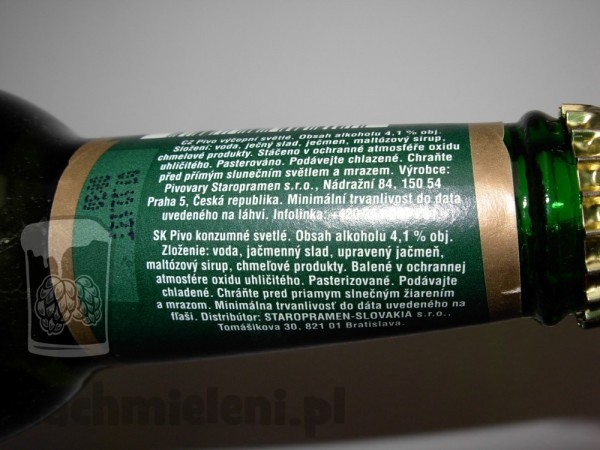 CZ Pivo výčepní světlé. Obsah alkoholu 4,1 % obj.
Složení: voda, ječný slad, ječmen, maltózový sirup,
chmelové produkty. Stáčeno v ochranné atmosféře oxidu
uhličitého. Pasterováno. Podávejte chlazené. Chraňte
před přímým slunečním světlem a mrazem. Výrobce:
Pivovary Staropramen s.r.o., Nádražní 84, 150 54
Praha 5, Česká republika. Minimální trvanlivost do data
uvedeného na láhvi. Infolinka:
SK Pivo konzumné svetlé. Obsah alkoholu 4,1 % obj.
Zloženie: voda, jačmenný slad, upravený jačmeň,
maltózový sirup, chmeľové produkty. Balené v ochrannej
atmosfére oxidu uhličitého. Pasterizované. Podávajte
chladené. Chráňte pred priamym slnečným žiarením
a mrazom. Minimálna trvanlivosť do dátumu uvedeného na
fľaši. Distribútor: STAROPRAMEN-SLOVAKIA s.r.o.,
Tomášikova 30, 821 01 Bratislava.
chmieleni.pl